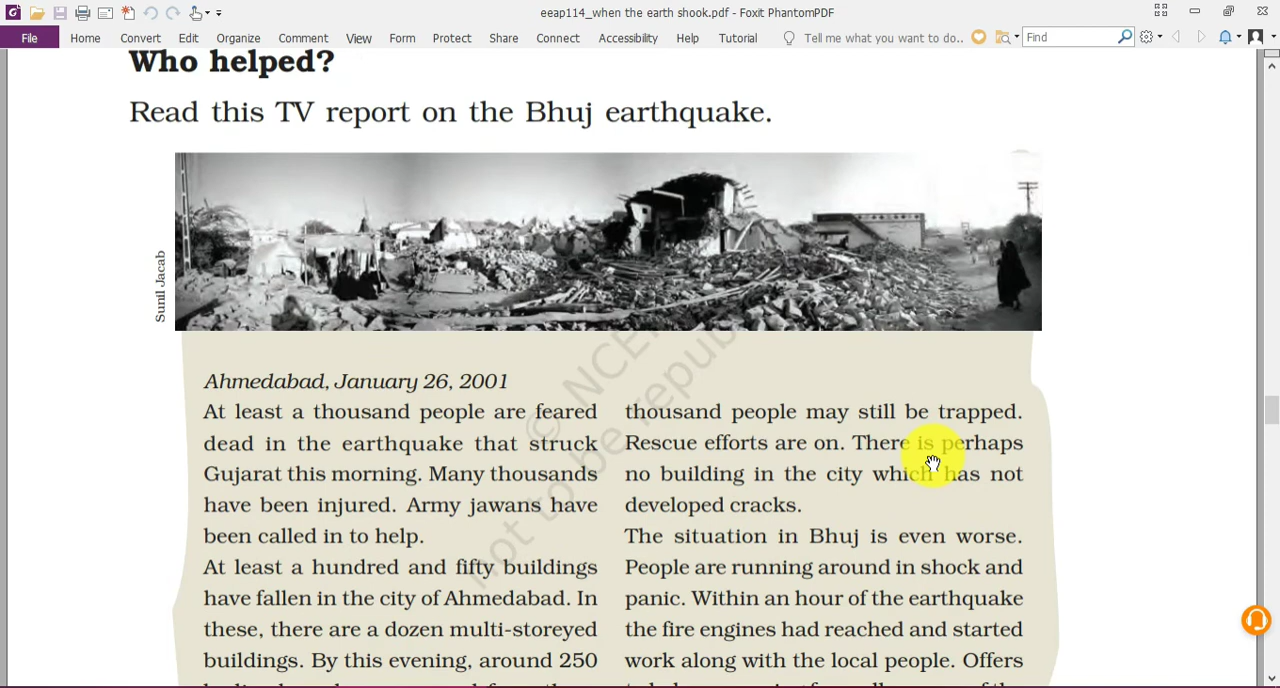 eeap114_when the earth shook.pdf - Foxit PhantomPDF
File Home Convert Edit Organize Comment View Form Protect Share Connect Accessibility Help Tutorial Tell me what you want to do.. Find
Who helped?
Read this TV report on the Bhuj earthquake.
Sunil Jacab
Ahmedabad, January 26, 2001
At least a thousand people are feared
dead in the earthquake that struck
Gujarat this morning. Many thousands
have been injured. Army jawans have
been called in to help.
At least a hundred and fifty buildings
have fallen in the city of Ahmedabad. In
these, there are a dozen multi-storeyed
buildings. By this evening, around 250
thousand people may still be trapped.
Rescue efforts are on. There is perhaps
no building in the city which has not
developed cracks.
The situation in Bhuj is even worse.
People are running around in shock and
panic. Within an hour of the earthquake
the fire engines had reached and started
work along with the local people. Offers
© NCE
not to be repub